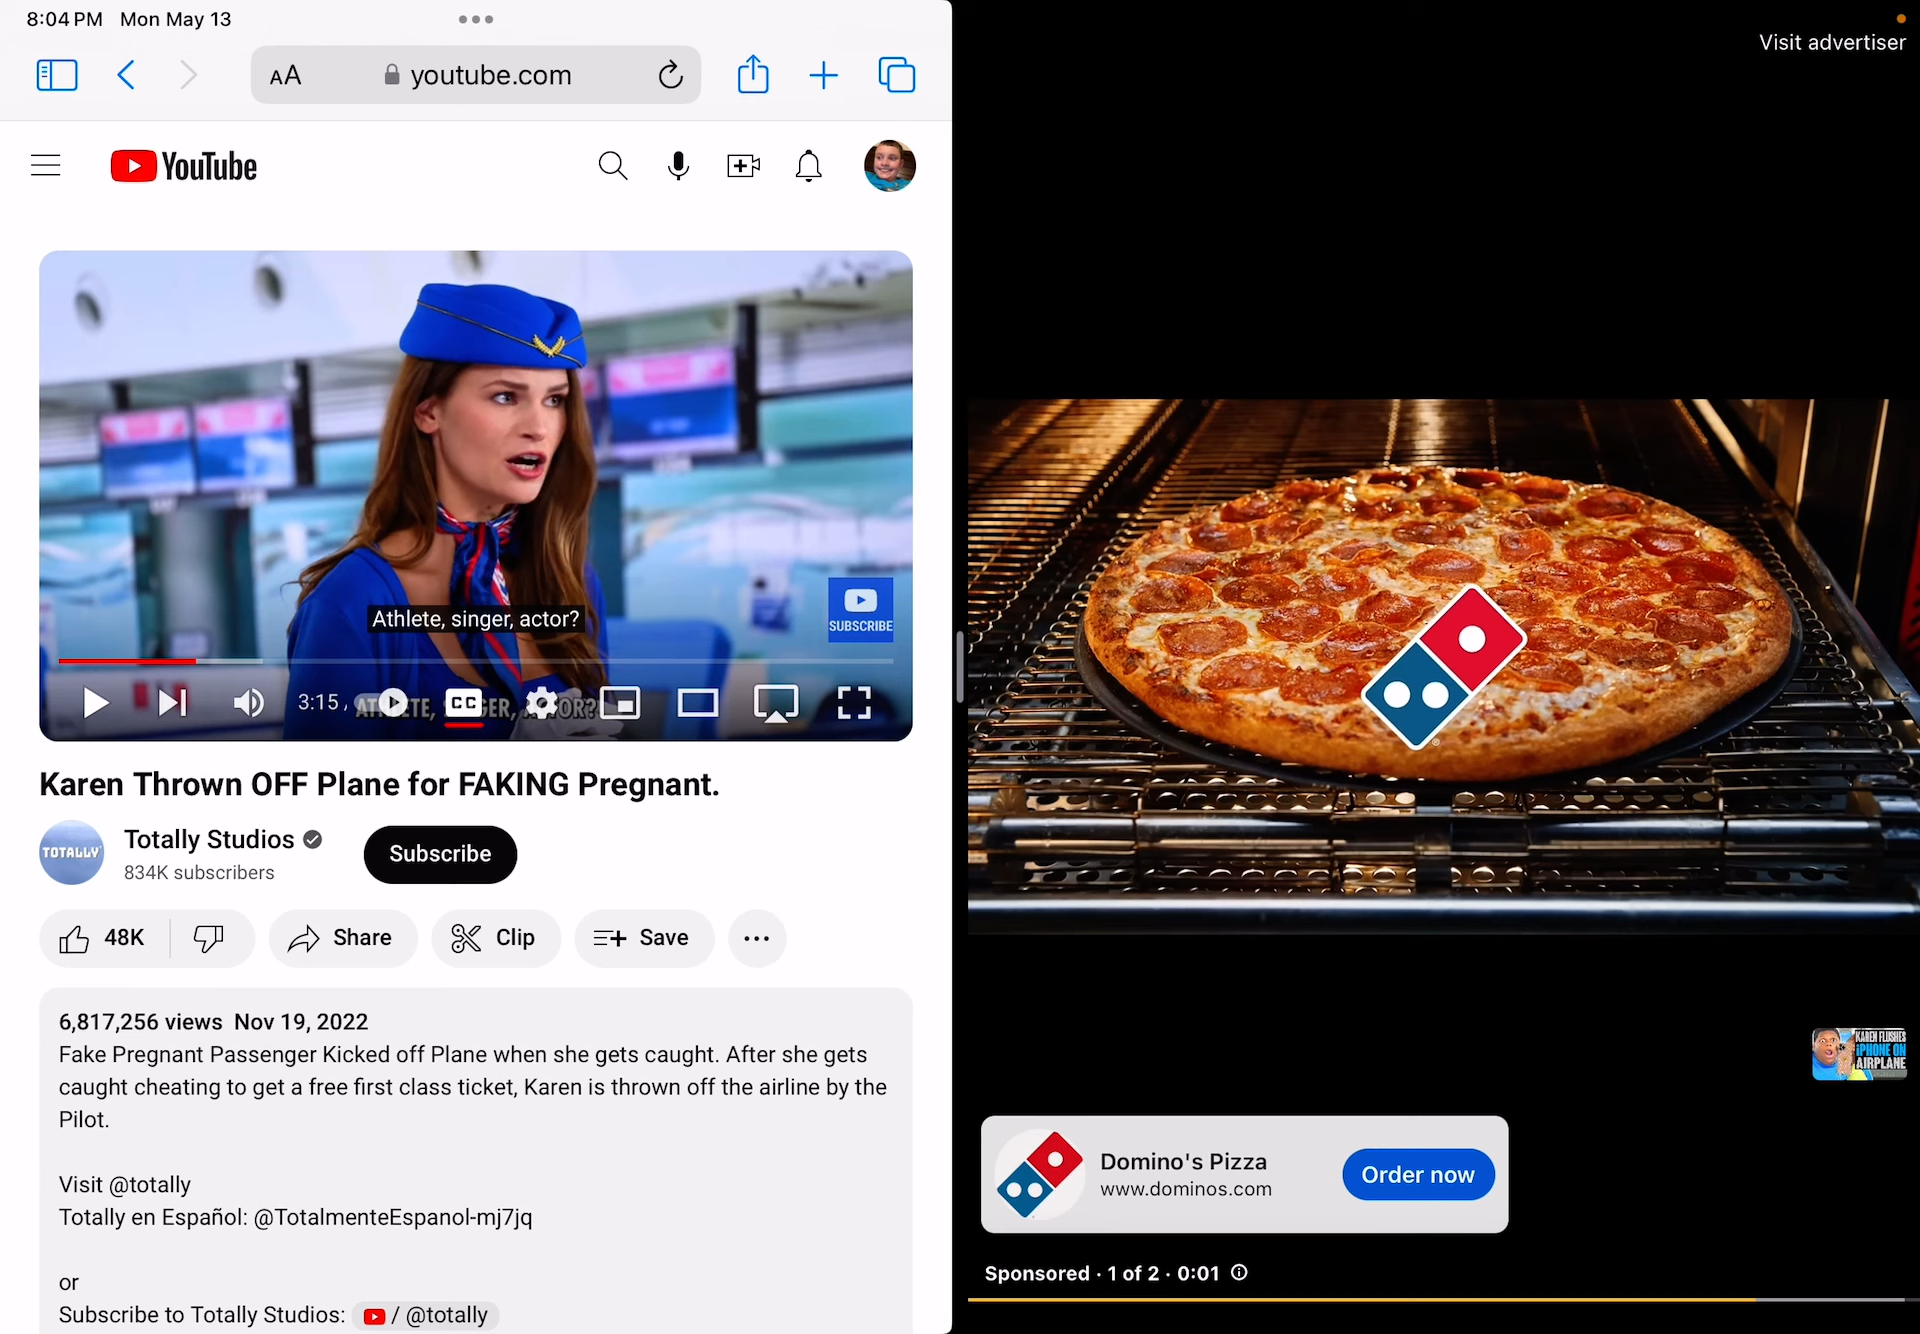 8:04 PM Mon May 13
AA youtube.com
YouTube
SUBSCRIBE
Athlete, singer, actor?
3:15
CC
Karen Thrown OFF Plane for FAKING Pregnant.
TOTALLY
Totally Studios
834K subscribers
Subscribe
48K
Share
Clip
Save
6,817,256 views Nov 19, 2022
Fake Pregnant Passenger Kicked off Plane when she gets caught. After she gets
caught cheating to get a free first class ticket, Karen is thrown off the airline by the
Pilot.
Visit @totally
Totally en Español: @TotalmenteEspanol-mj7jq
or
Subscribe to Totally Studios: / @totally
Visit advertiser
KAREN FLUSHES
iPHONE ON
AIRPLANE
Domino's Pizza
www.dominos.com
Order now
Sponsored · 1 of 2 · 0:01